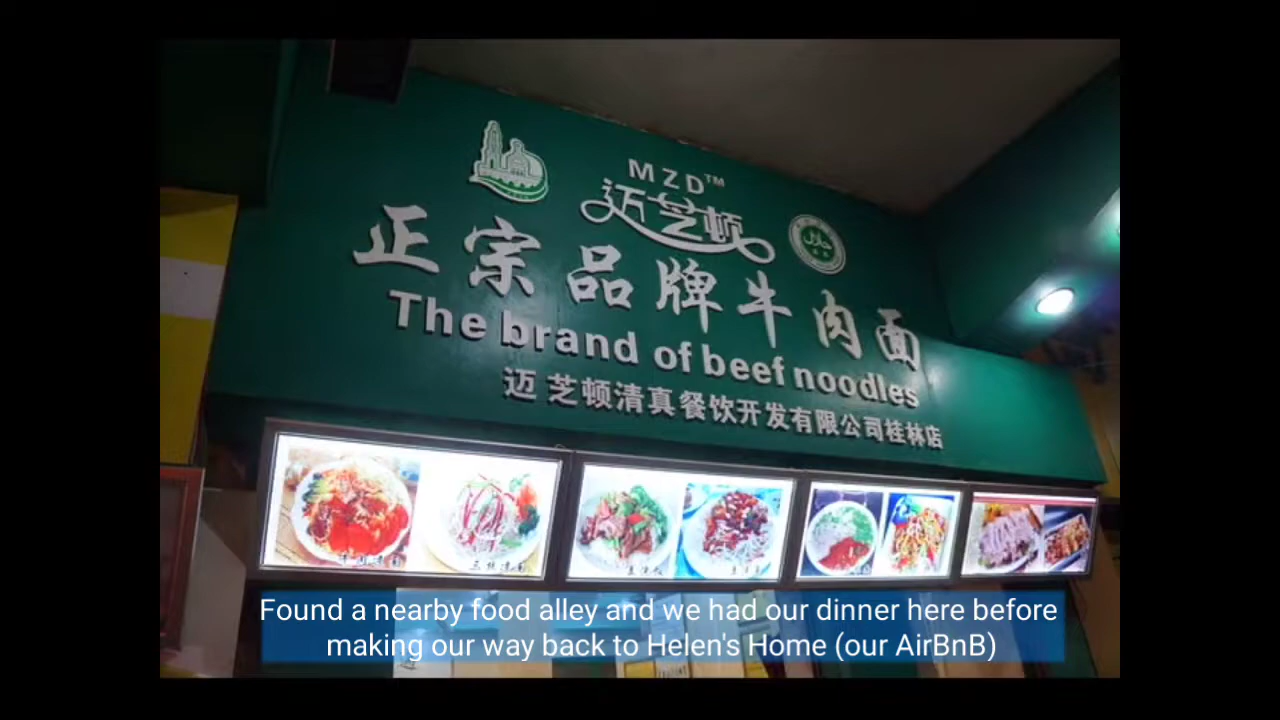 MZD™
迈芝顿
حلال
正宗品牌牛肉面
The brand of beef noodles
迈芝顿清真餐饮开发有限公司桂林店
Found a nearby food alley and we had our dinner here before
making our way back to Helen's Home (our AirBnB)